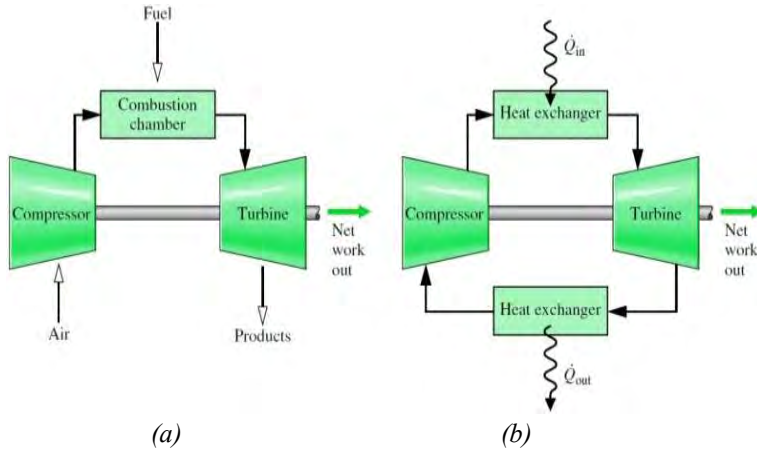 Fuel
Combustion
chamber
Compressor
Turbine
Net
work
out
Air
Products
(a)
Q̇in
Heat exchanger
Compressor
Turbine
Net
work
out
Heat exchanger
Q̇out
(b)